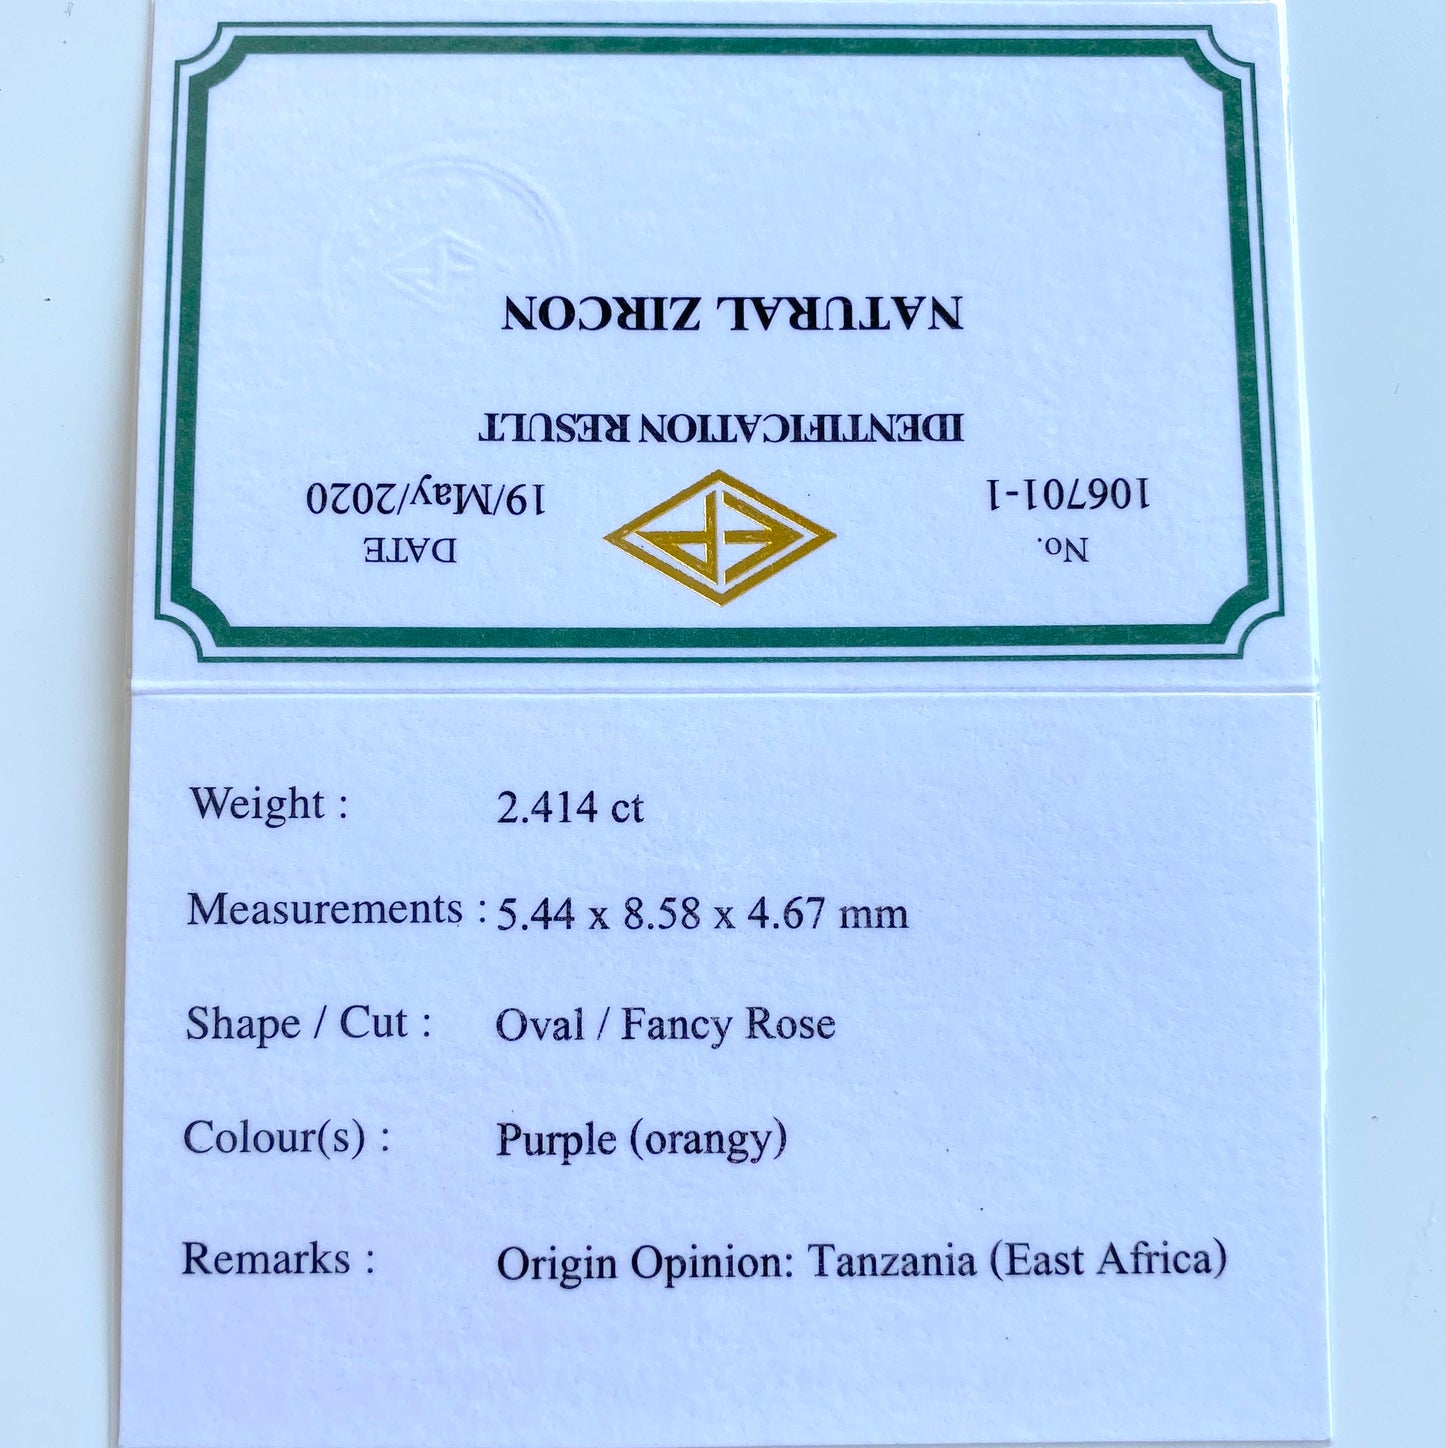 No.
106701-1
DATE
19/May/2020
IDENTIFICATION RESULT
NATURAL ZIRCON
Weight : 2.414 ct
Measurements : 5.44 x 8.58 x 4.67 mm
Shape / Cut : Oval / Fancy Rose
Colour(s) : Purple (orangy)
Remarks : Origin Opinion: Tanzania (East Africa)